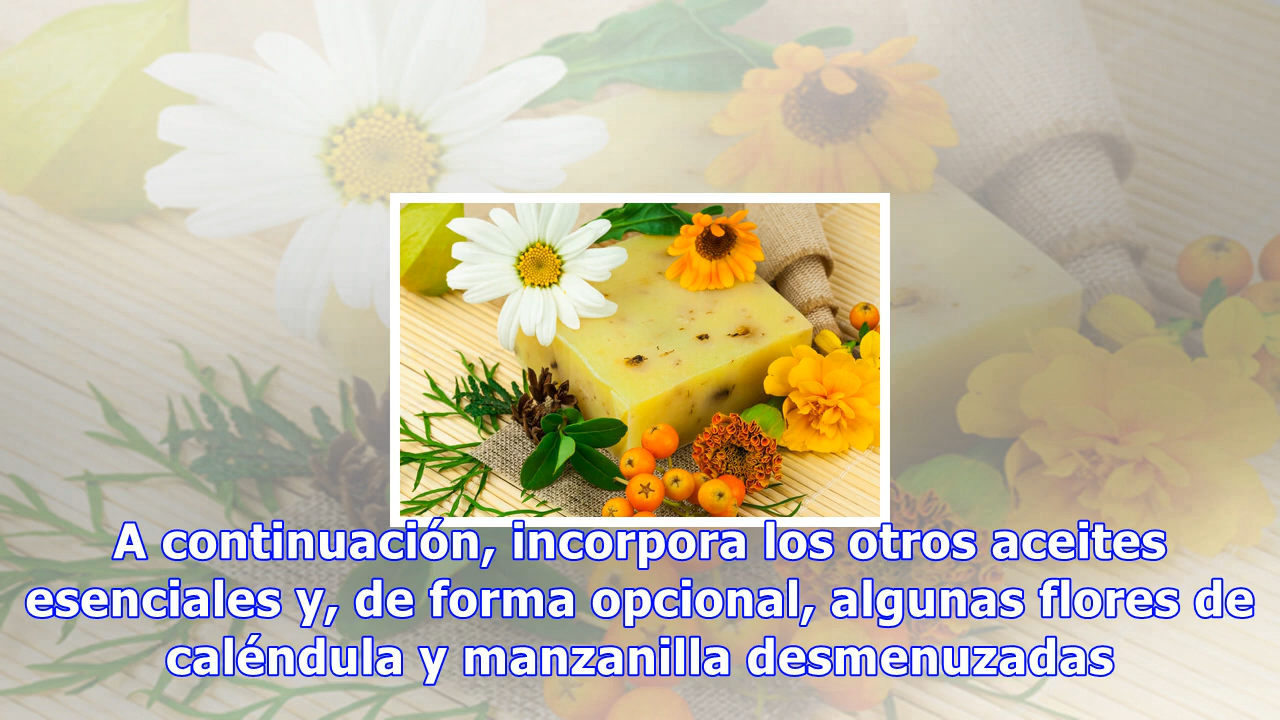 A continuación, incorpora los otros aceites
esenciales y, de forma opcional, algunas flores de
caléndula y manzanilla desmenuzadas